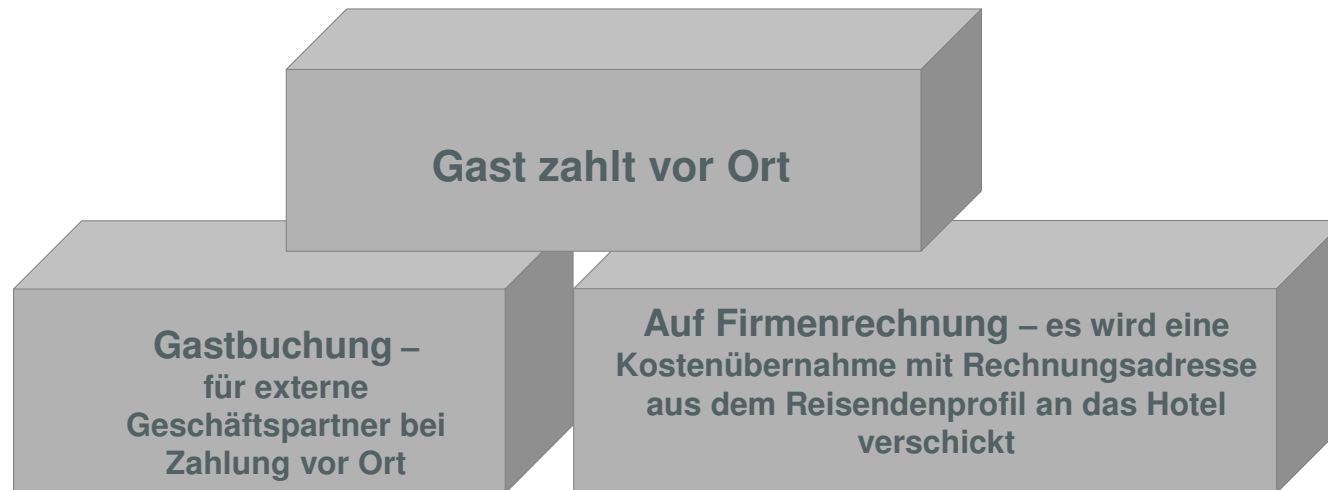 Gast zahlt vor Ort
Gastbuchung –
für externe
Geschäftspartner bei
Zahlung vor Ort
Auf Firmenrechnung – es wird eine
Kostenübernahme mit Rechnungsadresse
aus dem Reisendenprofil an das Hotel
verschickt